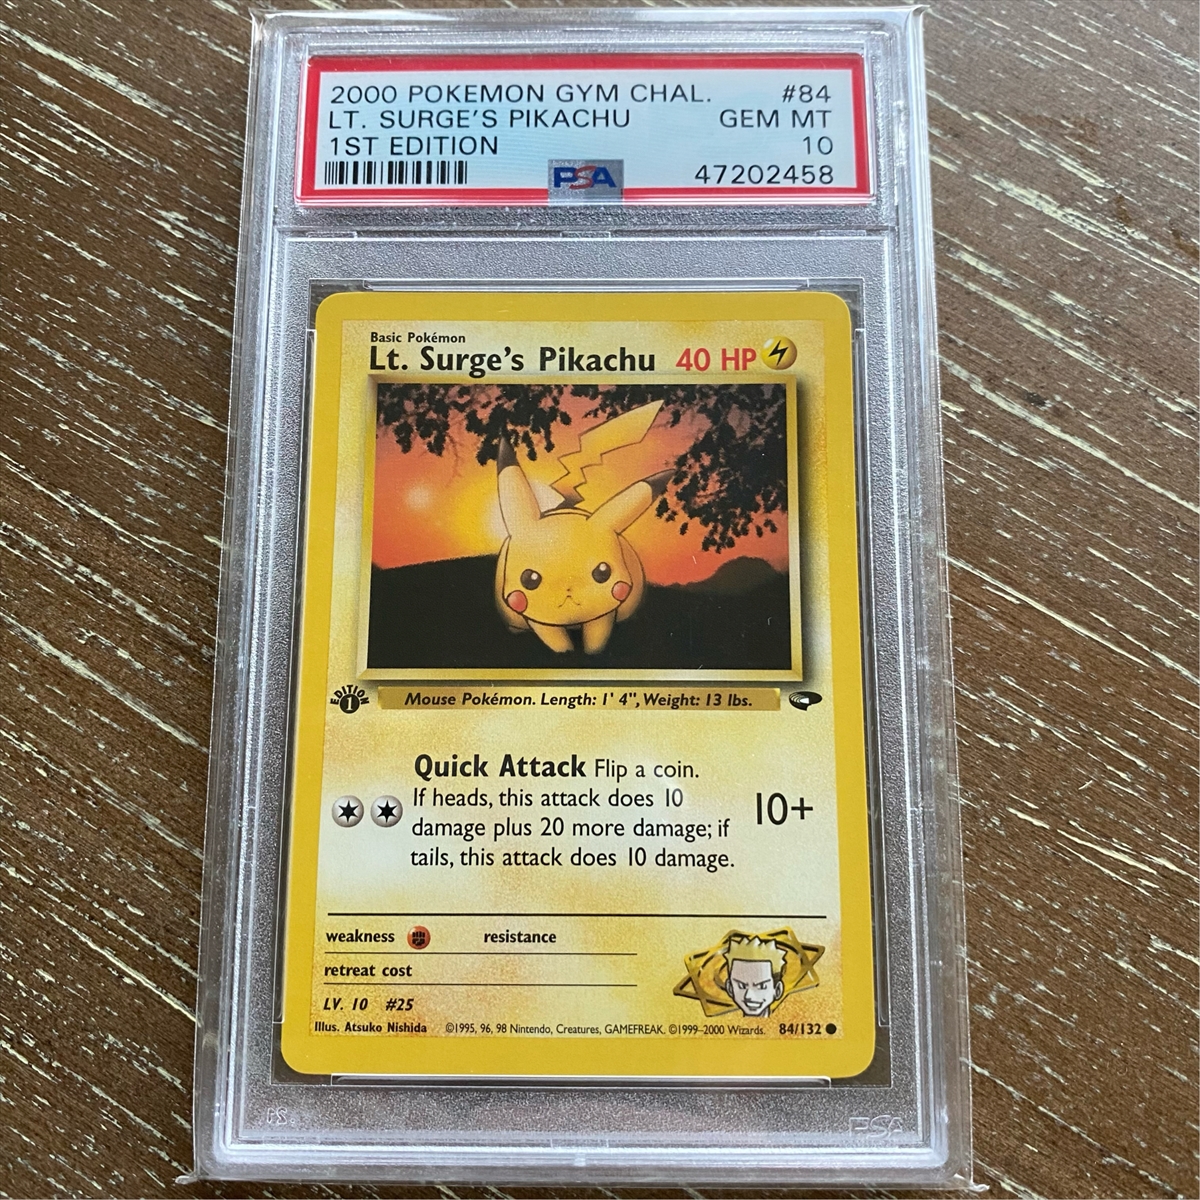 2000 POKEMON GYM CHAL. #84
LT. SURGE'S PIKACHU GEM MT
1ST EDITION 10
PSA 47202458
Basic Pokémon
Lt. Surge's Pikachu 40 HP
EDITION
1
Mouse Pokémon. Length: 1' 4", Weight: 13 lbs.
Quick Attack Flip a coin.
If heads, this attack does 10
damage plus 20 more damage; if
tails, this attack does 10 damage.
10+
weakness resistance
retreat cost
LV. 10 #25
Illus. Atsuko Nishida ©1995, 96, 98 Nintendo, Creatures, GAMEFREAK. ©1999–2000 Wizards. 84/132
PSA